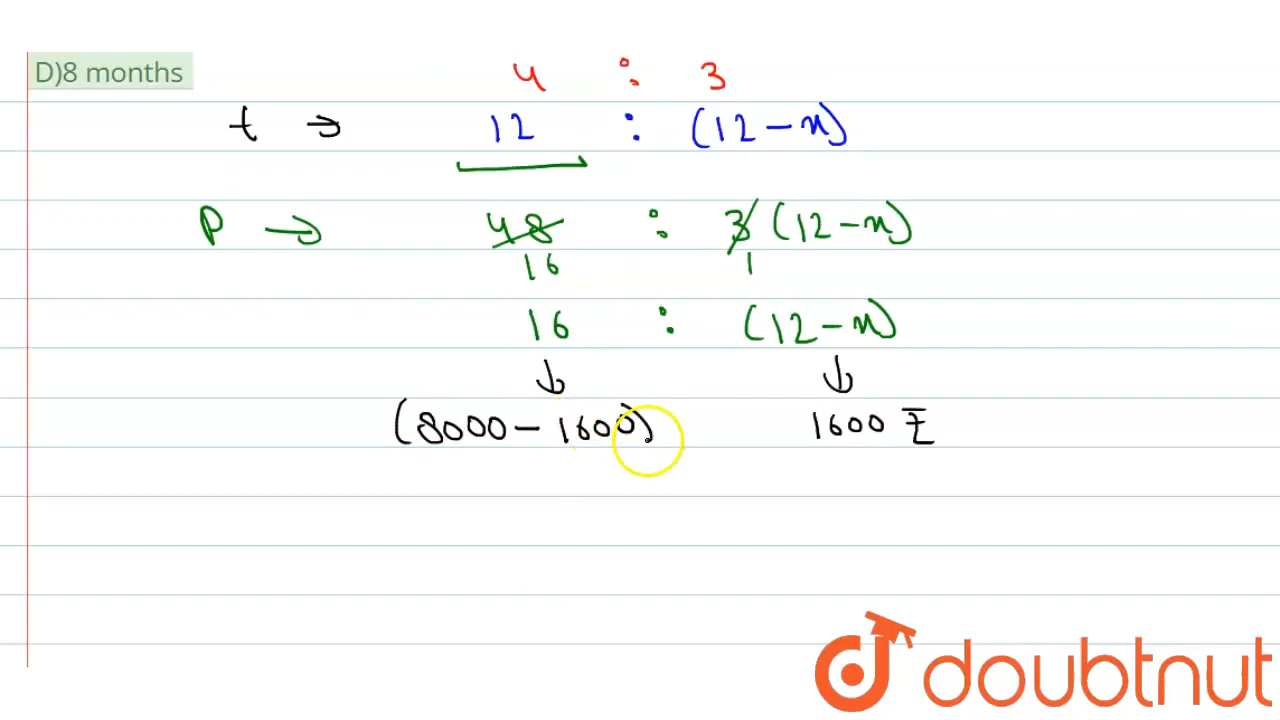 D)8 months
4 : 3
t → 12 : (12-x)
P → 48 : 3 (12-x)
16 1
16 : (12-x)
(8000-1600) 1600 ₹
doubtnut